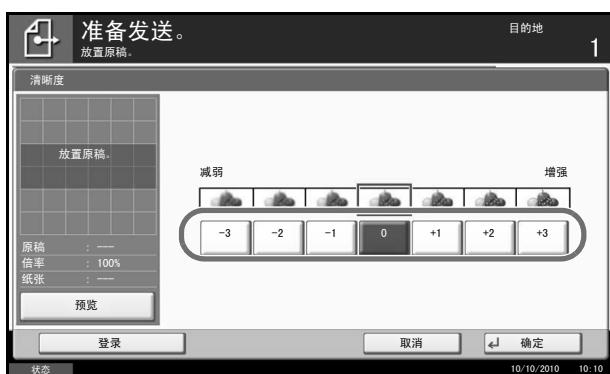 准备发送。
放置原稿。
目的地
1
清晰度
放置原稿。
减弱
增强
-3
-2
-1
0
+1
+2
+3
原稿 : ---
倍率 : 100%
纸张 : ---
预览
登录
取消
确定
状态
10/10/2010 10:10